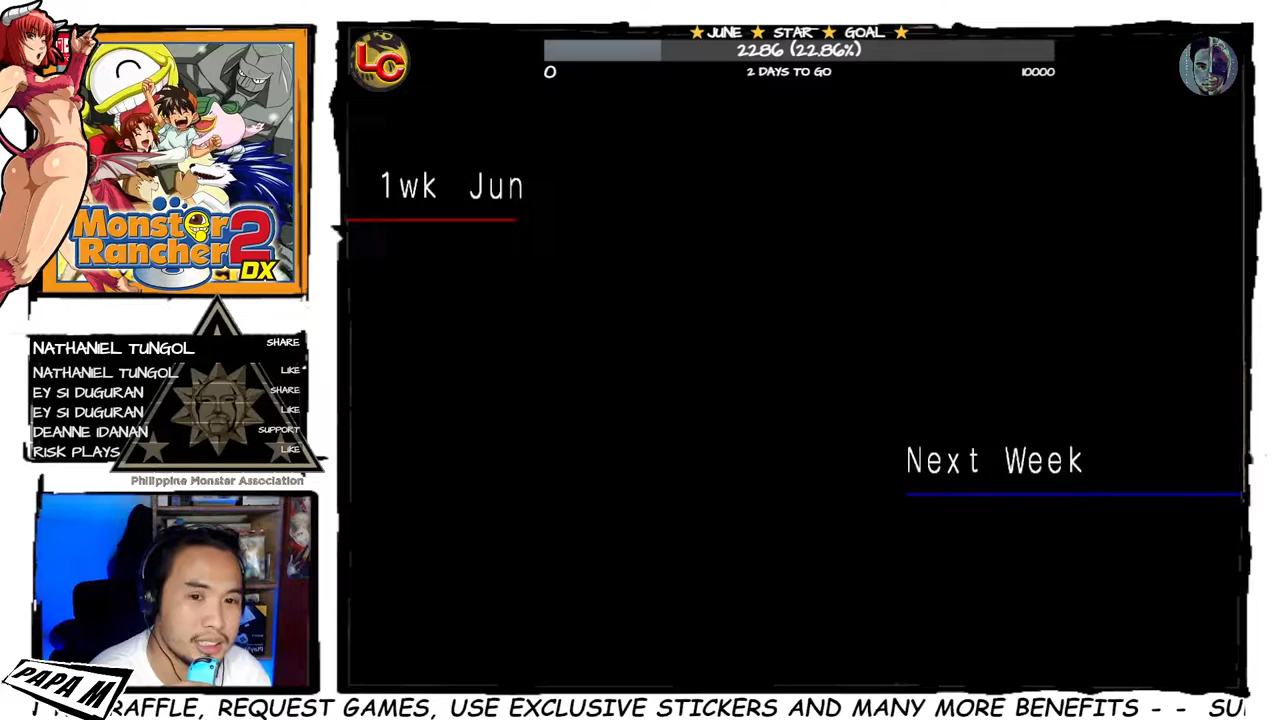 ⭐JUNE ⭐ STAR ⭐ GOAL ⭐
2286 (22.86%)
0
2 DAYS TO GO
10000
LC
Monster
Rancher 2
DX
1wk Jun
Next Week
NATHANIEL TUNGOL SHARE
NATHANIEL TUNGOL LIKE
EY SI DUGURAN SHARE
EY SI DUGURAN LIKE
DEANNE IDANAN SUPPORT
RISK PLAYS LIKE
Philippine Monster Association
PAPA M
RAFFLE, REQUEST GAMES, USE EXCLUSIVE STICKERS AND MANY MORE BENEFITS - - SU